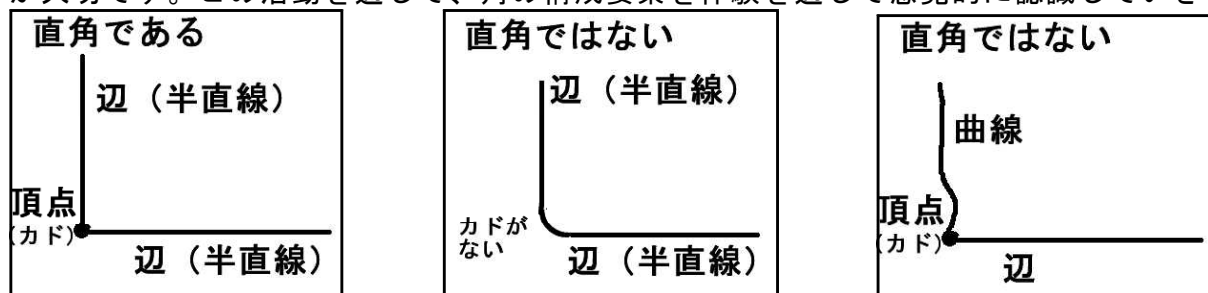 直角である
辺（半直線）
頂点
(カド)
辺（半直線）
直角ではない
辺（半直線）
カドが
ない
辺（半直線）
直角ではない
曲線
頂点
(カド)
辺